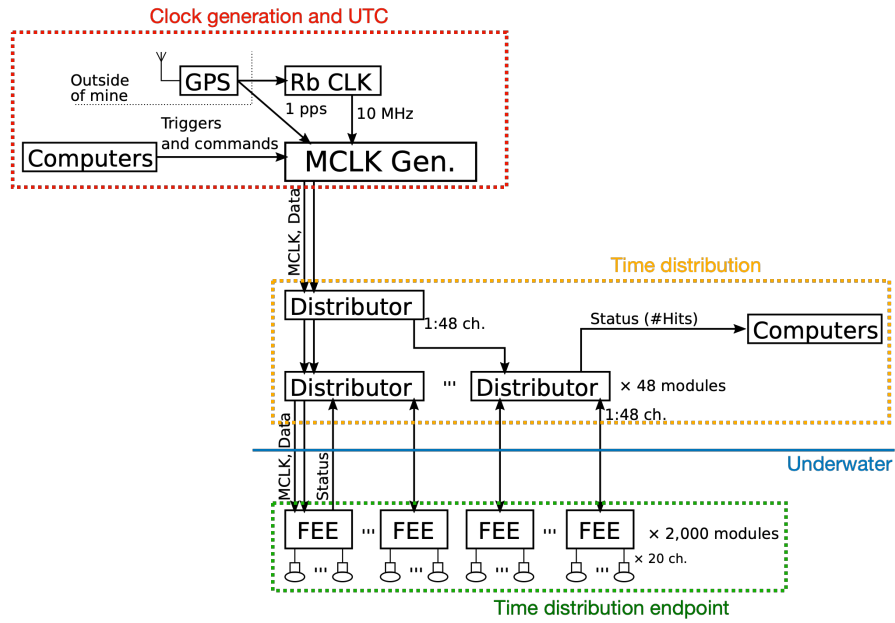 Clock generation and UTC
Outside
of mine
GPS
Rb CLK
1 pps
10 MHz
Triggers
and commands
Computers
MCLK Gen.
MCLK, Data
Time distribution
Distributor
1:48 ch.
Status (#Hits)
Computers
Distributor
'''
Distributor
× 48 modules
1:48 ch.
MCLK, Data
Status
Underwater
FEE
'''
FEE
FEE
'''
FEE
× 2,000 modules
× 20 ch.
'''
'''
'''
'''
Time distribution endpoint